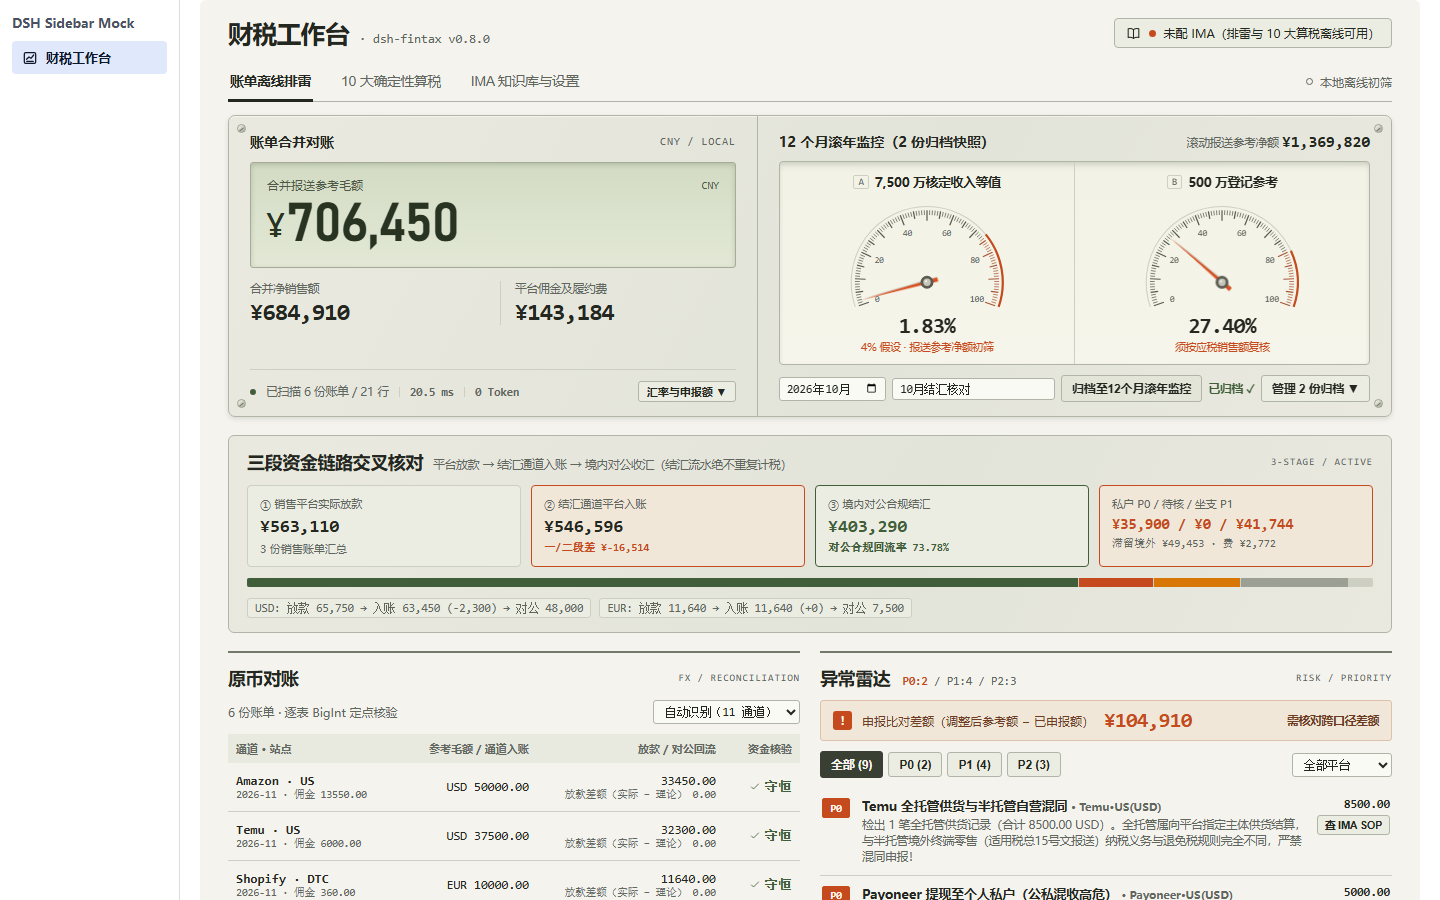 DSH Sidebar Mock
财税工作台
财税工作台 · dsh-fintax v0.8.0
未配 IMA（排雷与 10 大算税离线可用）
账单离线排雷
10 大确定性算税
IMA 知识库与设置
本地离线初筛
账单合并对账
CNY / LOCAL
合并报送参考毛额
CNY
¥706,450
合并净销售额
¥684,910
平台佣金及履约费
¥143,184
已扫描 6 份账单 / 21 行
20.5 ms
0 Token
汇率与申报额 ▼
12 个月滚年监控（2 份归档快照）
滚动报送参考净额 ¥1,369,820
A 7,500 万核定收入等值
0 20 40 60 80 100
1.83%
4% 假设 · 报送参考净额初筛
B 500 万登记参考
0 20 40 60 80 100
27.40%
须按应税销售额复核
2026年10月
10月结汇核对
归档至12个月滚年监控
已归档 ✓
管理 2 份归档 ▼
三段资金链路交叉核对 平台放款 → 结汇通道入账 → 境内对公收汇（结汇流水绝不重复计税）
3-STAGE / ACTIVE
① 销售平台实际放款
¥563,110
3 份销售账单汇总
② 结汇通道平台入账
¥546,596
一/二段差 ¥-16,514
③ 境内对公合规结汇
¥403,290
对公合规回流率 73.78%
私户 P0 / 待核 / 坐支 P1
¥35,900 / ¥0 / ¥41,744
滞留境外 ¥49,453 · 费 ¥2,772
USD: 放款 65,750 → 入账 63,450 (-2,300) → 对公 48,000
EUR: 放款 11,640 → 入账 11,640 (+0) → 对公 7,500
原币对账
FX / RECONCILIATION
6 份账单 · 逐表 BigInt 定点核验
自动识别（11 通道）
通道 • 站点
参考毛额 / 通道入账
放款 / 对公回流
资金核验
Amazon · US
2026-11 · 佣金 13550.00
USD 50000.00
33450.00
放款差额（实际 − 理论） 0.00
✓ 守恒
Temu · US
2026-11 · 佣金 6000.00
USD 37500.00
32300.00
放款差额（实际 − 理论） 0.00
✓ 守恒
Shopify · DTC
2026-11 · 佣金 360.00
EUR 10000.00
11640.00
放款差额（实际 − 理论） 0.00
✓ 守恒
异常雷达 P0:2 / P1:4 / P2:3
RISK / PRIORITY
! 申报比对差额（调整后参考额 − 已申报额） ¥104,910
需核对跨口径差额
全部 (9)
P0 (2)
P1 (4)
P2 (3)
全部平台
P0 Temu 全托管供货与半托管自营混同 • Temu•US(USD)
8500.00
检出 1 笔全托管供货记录（合计 8500.00 USD）。全托管属向平台指定主体供货结算，
与半托管境外终端零售（适用税总15号文报送）纳税义务与退免税规则完全不同，严禁
混同申报！
查 IMA SOP
P0 Payoneer 提现至个人私户（公私混收高危） • Payoneer•US(USD)
5000.00